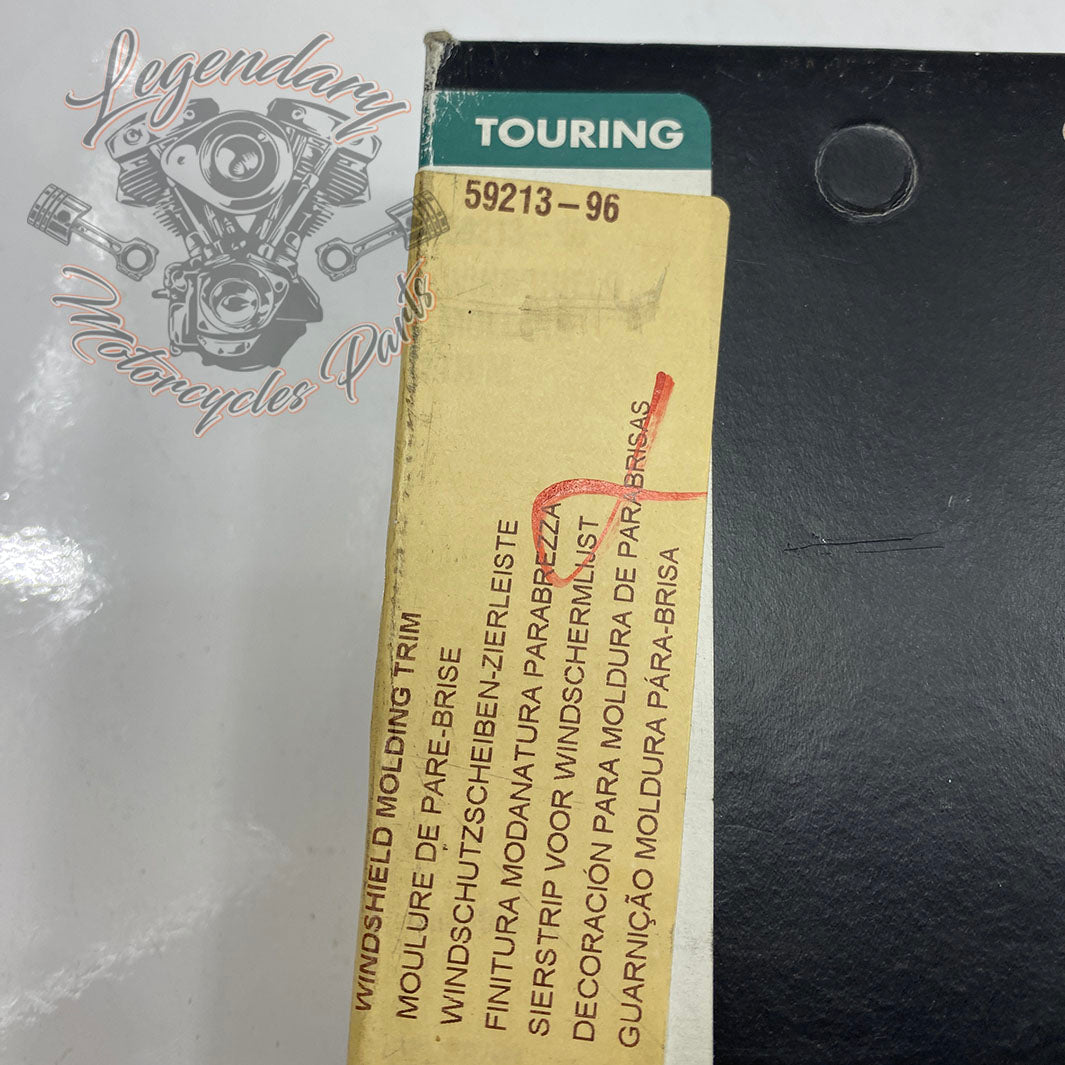 Legendary
Motorcycles Parts
TOURING
59213-96
WINDSHIELD MOLDING TRIM
MOULURE DE PARE-BRISE
WINDSCHUTZSCHEIBEN-ZIERLEISTE
FINITURA MODANATURA PARABREZZA
SIERSTRIP VOOR WINDSCHERMLIJST
DECORACIÓN PARA MOLDURA DE PARABRISAS
GUARNIÇÃO MOLDURA PÁRA-BRISA